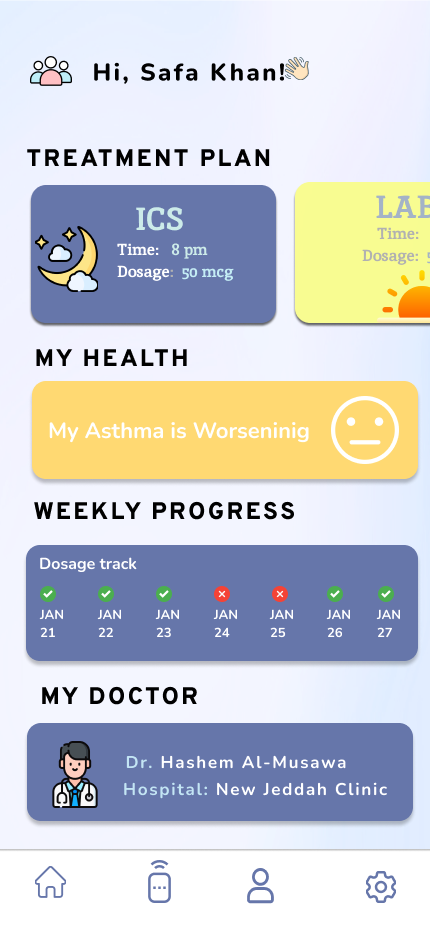 Hi, Safa Khan!
TREATMENT PLAN
ICS
Time: 8 pm
Dosage: 50 mcg
LAB
Time:
Dosage:
MY HEALTH
My Asthma is Worseninig
WEEKLY PROGRESS
Dosage track
JAN JAN JAN JAN JAN JAN JAN
21 22 23 24 25 26 27
MY DOCTOR
Dr. Hashem Al-Musawa
Hospital: New Jeddah Clinic